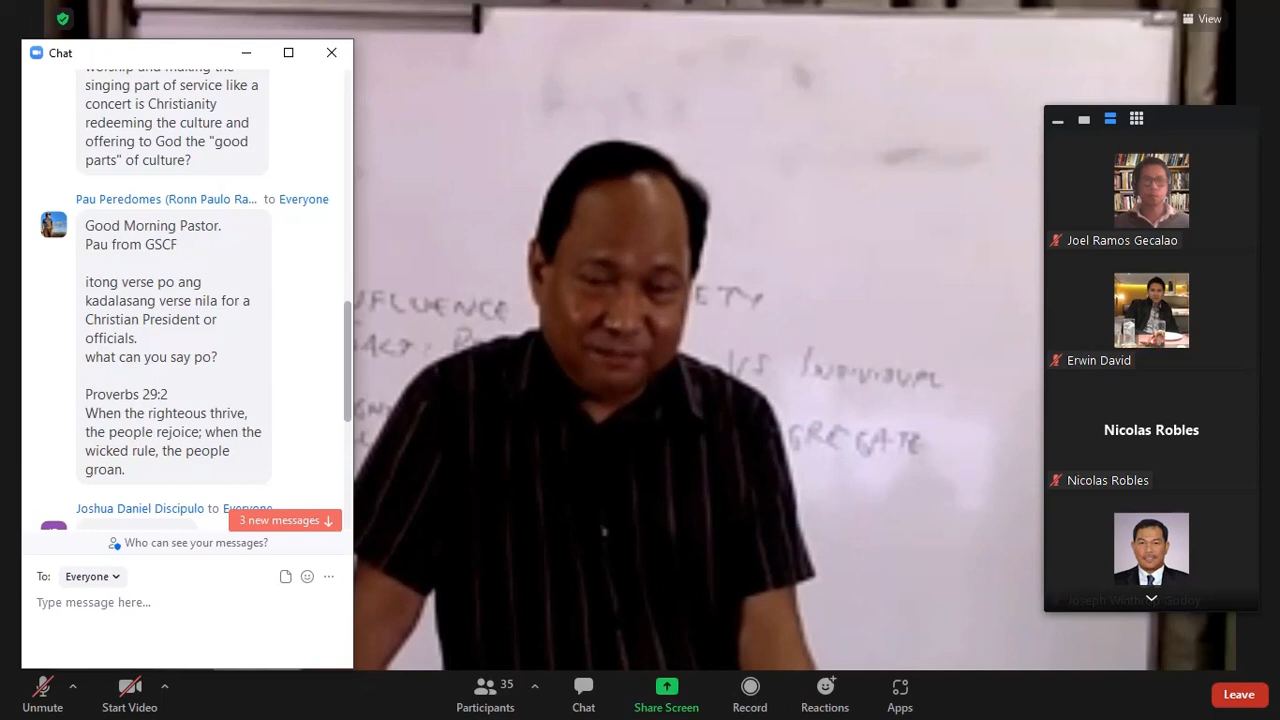 View
Chat
worship and making the
singing part of service like a
concert is Christianity
redeeming the culture and
offering to God the "good
parts" of culture?
Pau Peredomes (Ronn Paulo Ra... to Everyone
Good Morning Pastor.
Pau from GSCF
itong verse po ang
kadalasang verse nila for a
Christian President or
officials.
what can you say po?
Proverbs 29:2
When the righteous thrive,
the people rejoice; when the
wicked rule, the people
groan.
Joshua Daniel Discipulo to Everyone
3 new messages
Who can see your messages?
To: Everyone
Type message here...
V/S INDIVIDUAL
Joel Ramos Gecalao
Erwin David
Nicolas Robles
Nicolas Robles
Joseph Winthrop Godoy
Unmute
Start Video
Participants
35
Chat
Share Screen
Record
Reactions
Apps
Leave